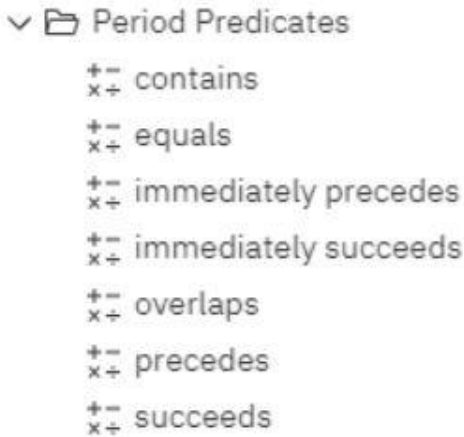 Period Predicates
contains
equals
immediately precedes
immediately succeeds
overlaps
precedes
succeeds